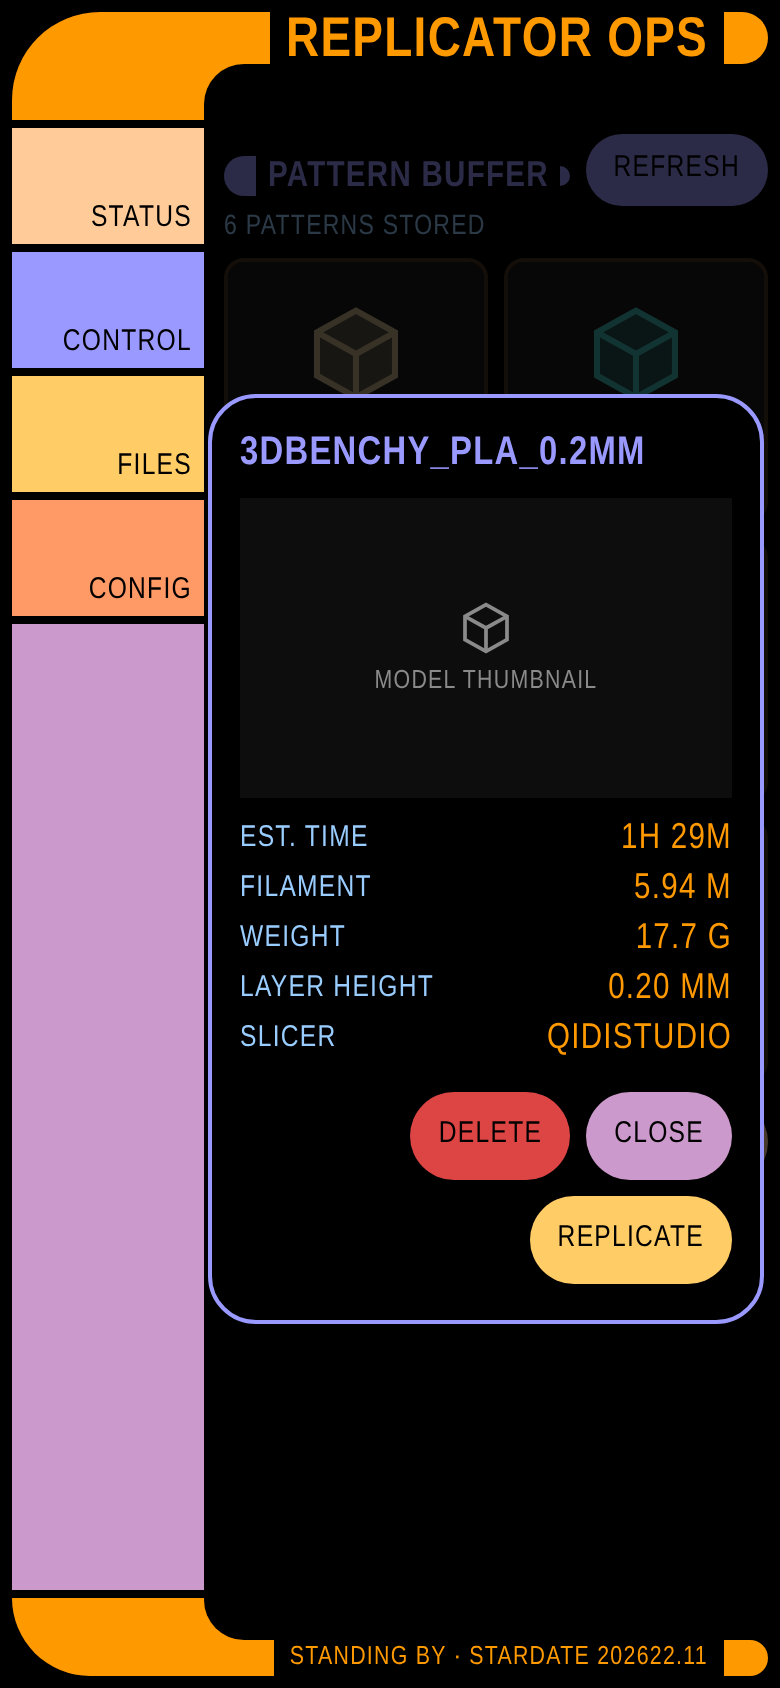 REPLICATOR OPS
PATTERN BUFFER
REFRESH
6 PATTERNS STORED
STATUS
CONTROL
FILES
CONFIG
3DBENCHY_PLA_0.2MM
MODEL THUMBNAIL
EST. TIME 1H 29M
FILAMENT 5.94 M
WEIGHT 17.7 G
LAYER HEIGHT 0.20 MM
SLICER QIDISTUDIO
DELETE CLOSE
REPLICATE
STANDING BY · STARDATE 202622.11